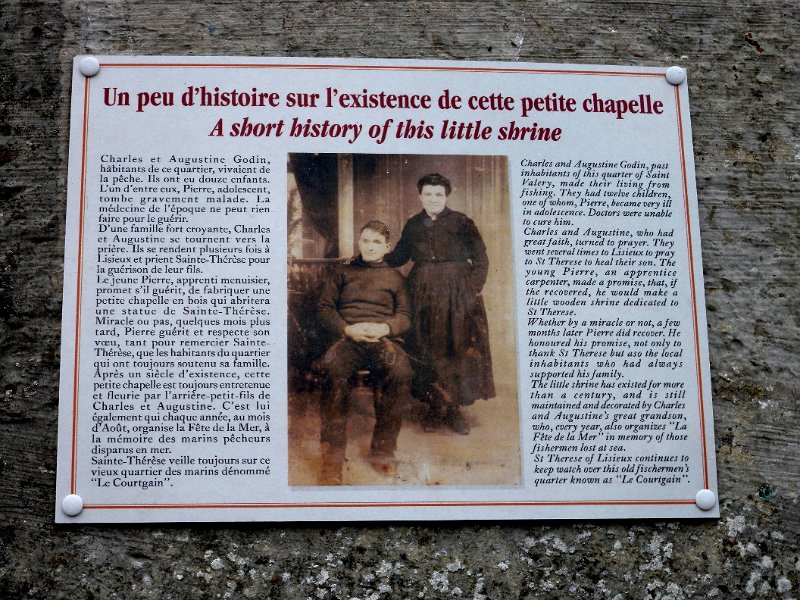 Un peu d'histoire sur l'existence de cette petite chapelle
A short history of this little shrine
Charles et Augustine Godin,
habitants de ce quartier, vivaient de
la pêche. Ils ont eu douze enfants.
L'un d'entre eux, Pierre, adolescent,
tombe gravement malade. La
médecine de l'époque ne peut rien
faire pour le guérir.
D'une famille fort croyante, Charles
et Augustine se tournent vers la
prière. Ils se rendent plusieurs fois à
Lisieux et prient Sainte-Thérèse pour
la guérison de leur fils.
Le jeune Pierre, apprenti menuisier,
promet s'il guérit, de fabriquer une
petite chapelle en bois qui abritera
une statue de Sainte-Thérèse.
Miracle ou pas, quelques mois plus
tard, Pierre guérit et respecte son
vœu, tant pour remercier Sainte-
Thérèse, que les habitants du quartier
qui ont toujours soutenu sa famille.
Après un siècle d'existence, cette
petite chapelle est toujours entretenue
et fleurie par l'arrière-petit-fils de
Charles et Augustine. C'est lui
également qui chaque année, au mois
d'Août, organise la Fête de la Mer, à
la mémoire des marins pêcheurs
disparus en mer.
Sainte-Thérèse veille toujours sur ce
vieux quartier des marins dénommé
"Le Courtgain".
Charles and Augustine Godin, past
inhabitants of this quarter of Saint
Valery, made their living from
fishing. They had twelve children,
one of whom, Pierre, became very ill
in adolescence. Doctors were unable
to cure him.
Charles and Augustine, who had
great faith, turned to prayer. They
went several times to Lisieux to pray
to St Therese to heal their son. The
young Pierre, an apprentice
carpenter, made a promise, that, if
the recovered, he would make a
little wooden shrine dedicated to
St Therese.
Whether by a miracle or not, a few
months later Pierre did recover. He
honoured his promise, not only to
thank St Therese but aso the local
inhabitants who had always
supported his family.
The little shrine has existed for more
than a century, and is still
maintained and decorated by Charles
and Augustine's great grandson,
who, every year, also organizes "La
Fête de la Mer" in memory of those
fishermen lost at sea.
St Therese of Lisieux continues to
keep watch over this old fischermen's
quarter known as "Le Courtgain".